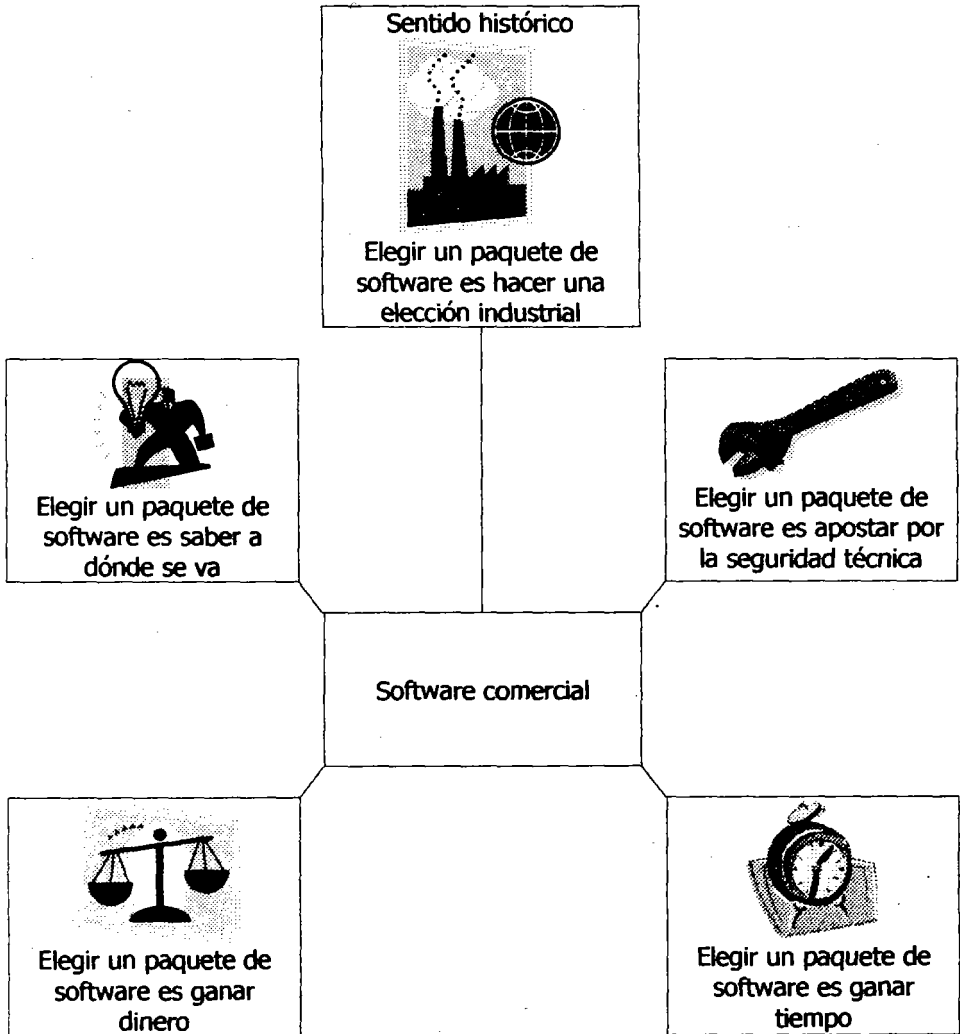 Sentido histórico
Elegir un paquete de
software es hacer una
elección industrial
Elegir un paquete de
software es saber a
dónde se va
Elegir un paquete de
software es apostar por
la seguridad técnica
Software comercial
Elegir un paquete de
software es ganar
dinero
Elegir un paquete de
software es ganar
tiempo